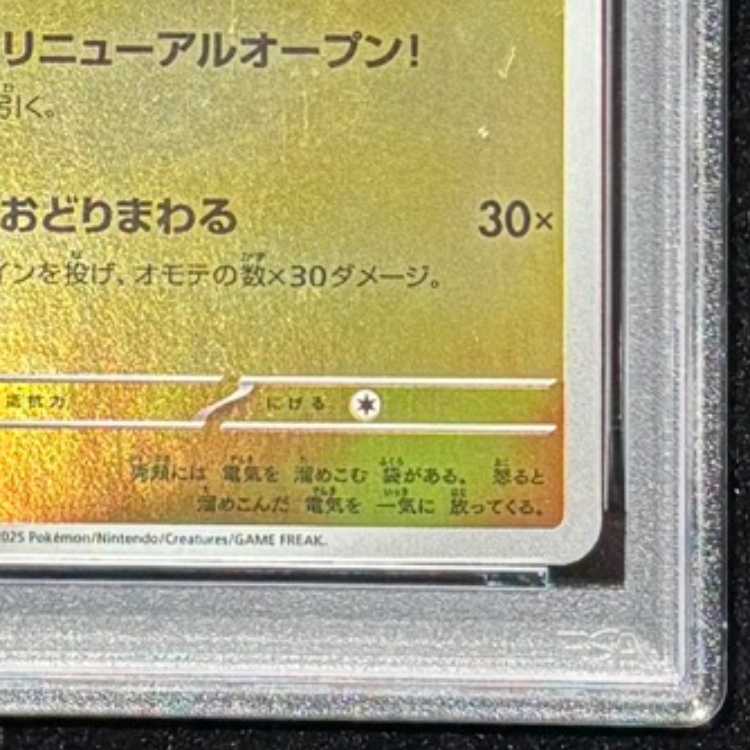 リニューアルオープン!
引く。
おどりまわる 30×
インを投げ、オモテの数×30ダメージ。
抵抗力 にげる
両頬には 電気を 溜めこむ 袋がある。 怒ると
溜めこんだ 電気を 一気に 放ってくる。
2025 Pokémon/Nintendo/Creatures/GAME FREAK.